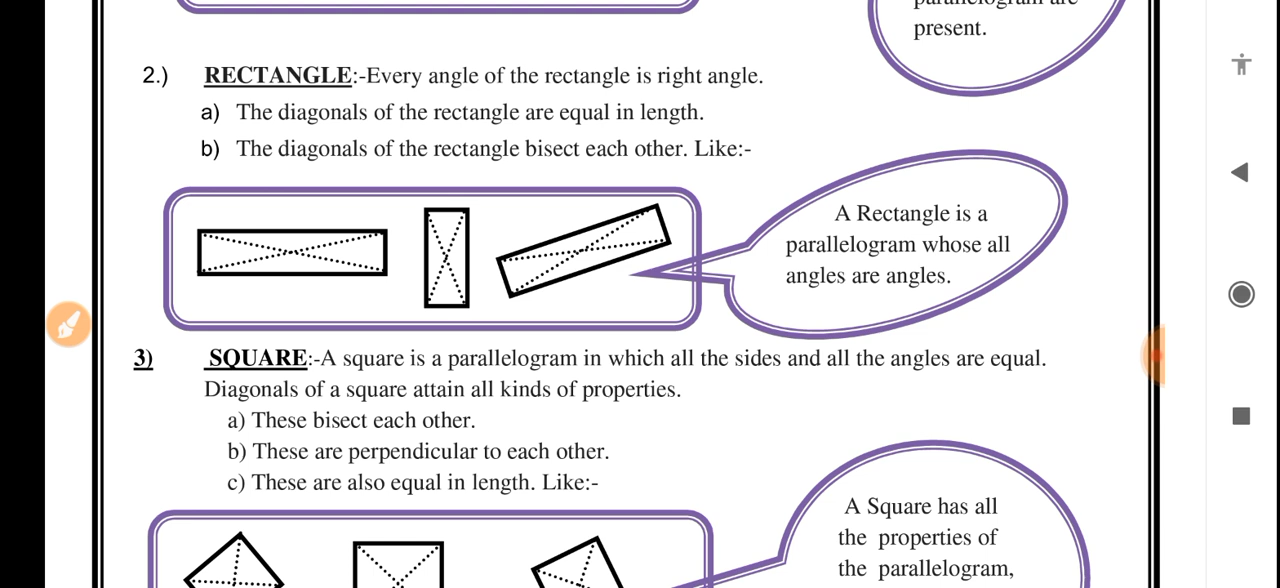 present.
2.) RECTANGLE:-Every angle of the rectangle is right angle.
a) The diagonals of the rectangle are equal in length.
b) The diagonals of the rectangle bisect each other. Like:-
A Rectangle is a
parallelogram whose all
angles are angles.
3) SQUARE:-A square is a parallelogram in which all the sides and all the angles are equal.
Diagonals of a square attain all kinds of properties.
a) These bisect each other.
b) These are perpendicular to each other.
c) These are also equal in length. Like:-
A Square has all
the properties of
the parallelogram,